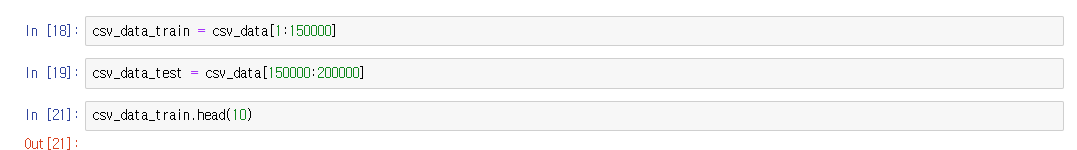 In [18]: csv_data_train = csv_data[1:150000]
In [19]: csv_data_test = csv_data[150000:200000]
In [21]: csv_data_train.head(10)
Out[21]: